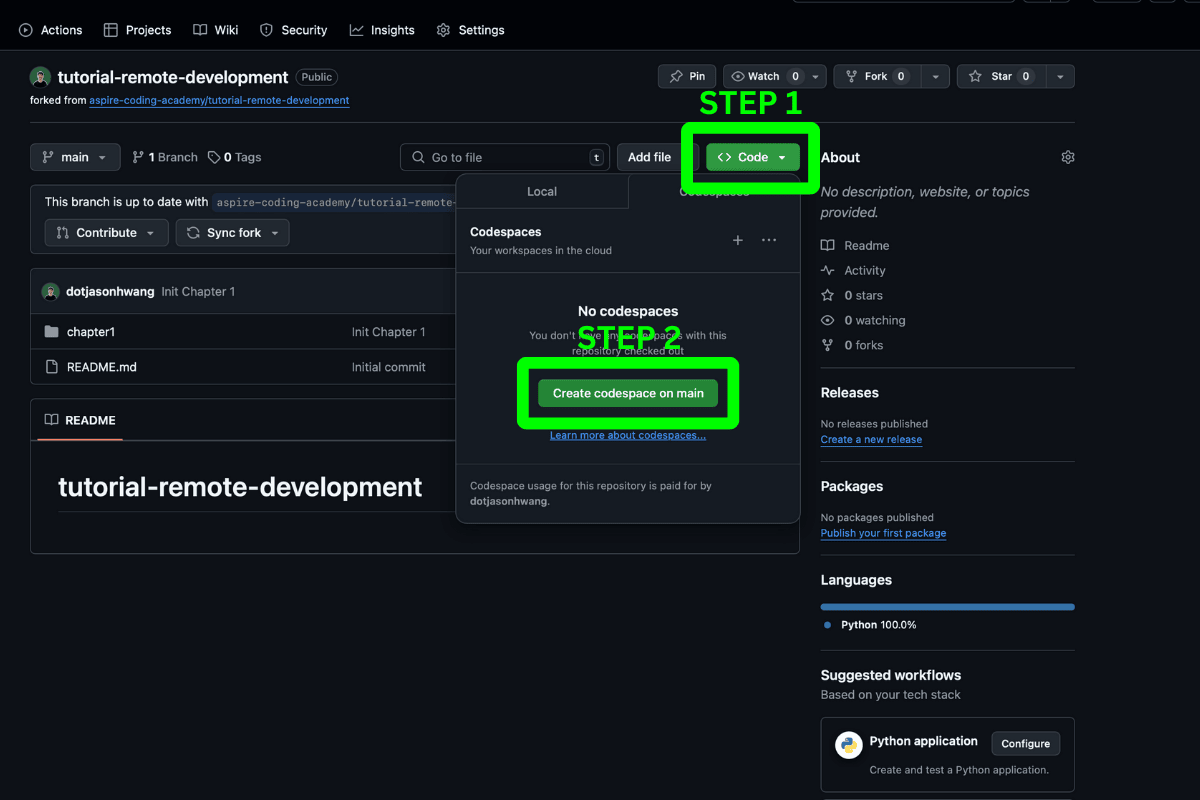 Actions Projects Wiki Security Insights Settings
tutorial-remote-development Public
forked from aspire-coding-academy/tutorial-remote-development
Pin Watch 0 Fork 0 Star 0
STEP 1
main 1 Branch 0 Tags Go to file t Add file Code
This branch is up to date with aspire-coding-academy/tutorial-remote-
Contribute Sync fork
dotjasonhwang Init Chapter 1
chapter1 Init Chapter 1
README.md Initial commit
README
tutorial-remote-development
Local Codespaces
Codespaces
Your workspaces in the cloud
No codespaces
You don't have any codespaces with this
repository checked out
STEP 2
Create codespace on main
Learn more about codespaces...
Codespace usage for this repository is paid for by
dotjasonhwang.
About
No description, website, or topics
provided.
Readme
Activity
0 stars
0 watching
0 forks
Releases
No releases published
Create a new release
Packages
No packages published
Publish your first package
Languages
Python 100.0%
Suggested workflows
Based on your tech stack
Python application Configure
Create and test a Python application.